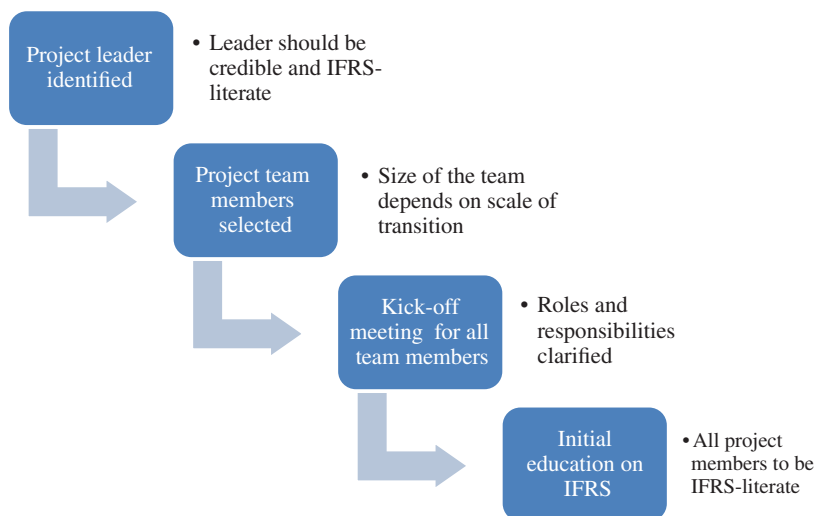 Project leader
identified
• Leader should be
credible and IFRS-
literate
Project team
members
selected
• Size of the team
depends on scale of
transition
Kick-off
meeting for all
team members
• Roles and
responsibilities
clarified
Initial
education on
IFRS
• All project
members to be
IFRS-literate